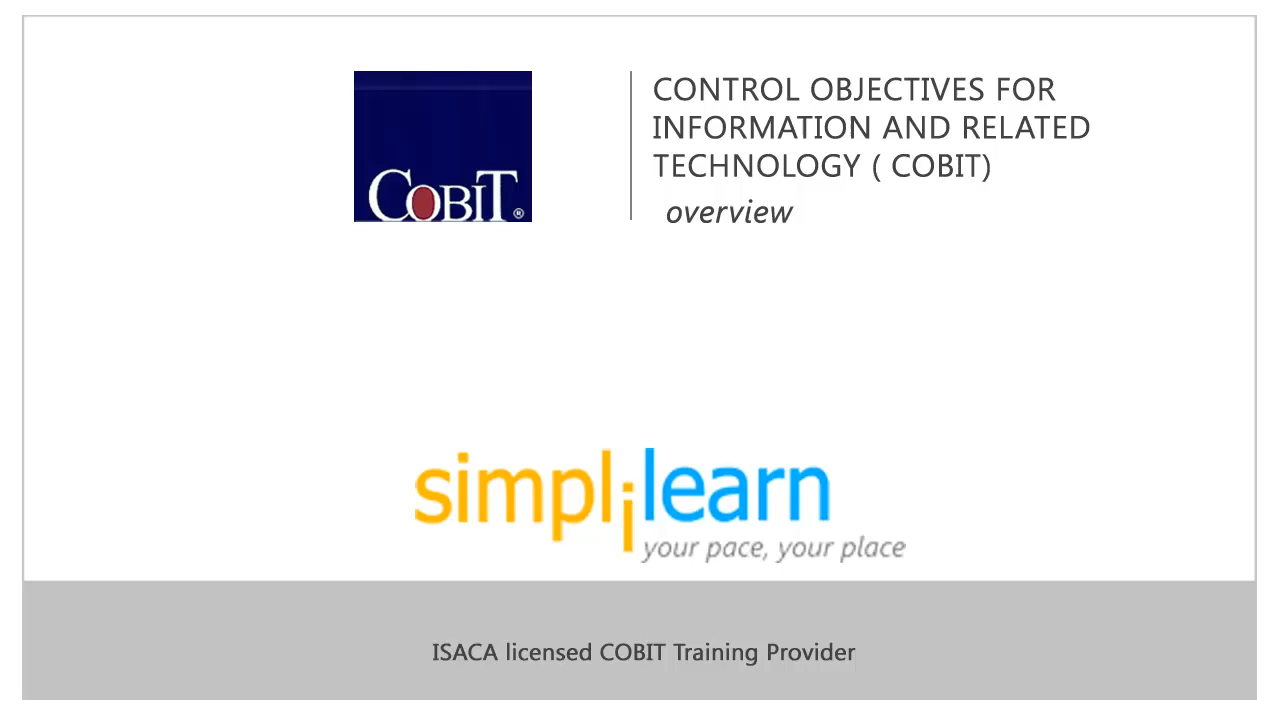 COBIT®
CONTROL OBJECTIVES FOR
INFORMATION AND RELATED
TECHNOLOGY ( COBIT)
overview
simplilearn
your pace, your place
ISACA licensed COBIT Training Provider